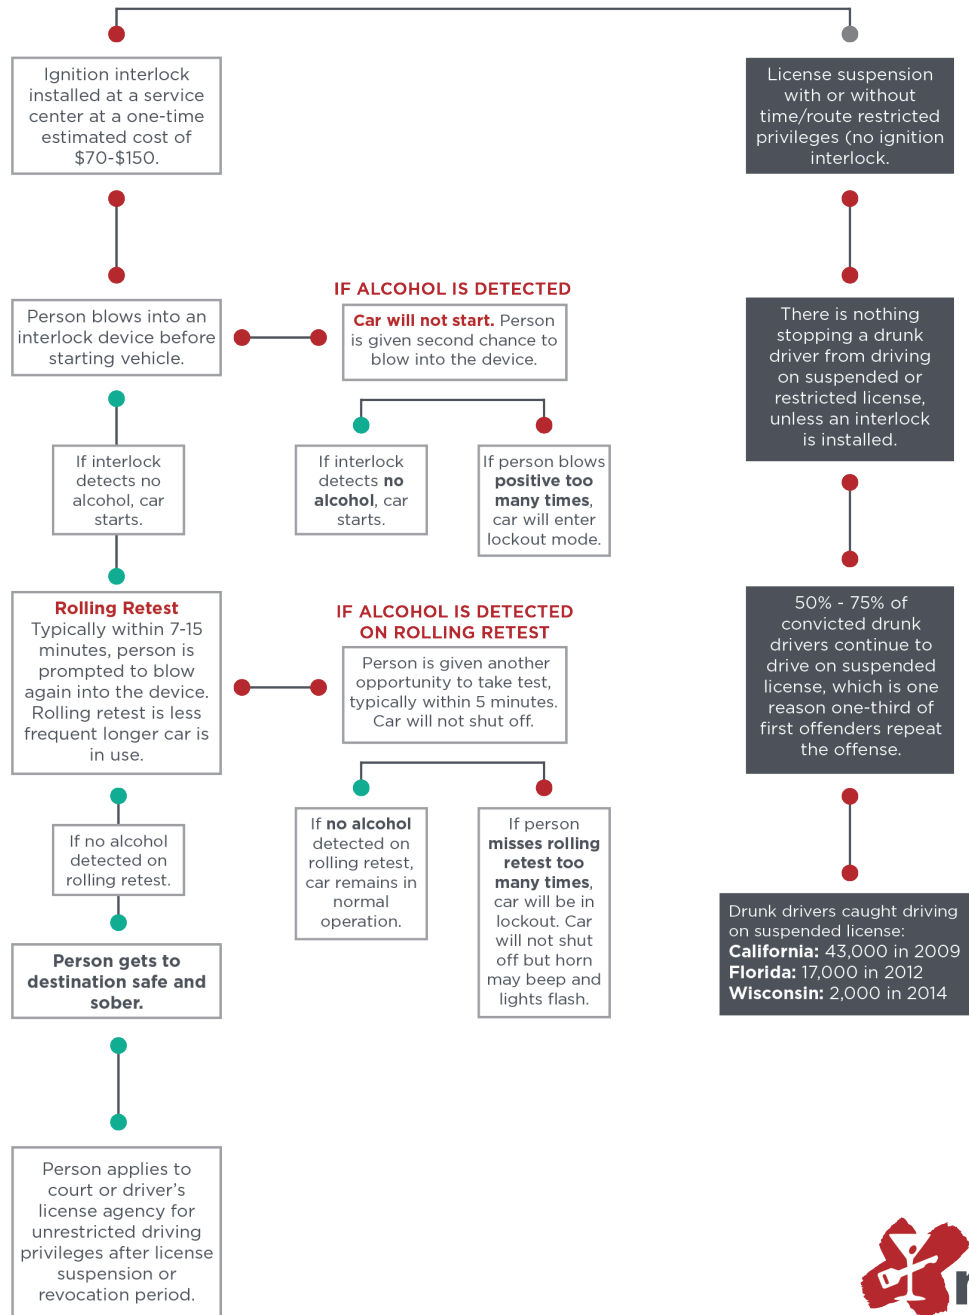 Ignition interlock
installed at a service
center at a one-time
estimated cost of
$70-$150.
License suspension
with or without
time/route restricted
privileges (no ignition
interlock.
Person blows into an
interlock device before
starting vehicle.
IF ALCOHOL IS DETECTED
Car will not start. Person
is given second chance to
blow into the device.
There is nothing
stopping a drunk
driver from driving
on suspended or
restricted license,
unless an interlock
is installed.
If interlock
detects no
alcohol, car
starts.
If interlock
detects no
alcohol, car
starts.
If person blows
positive too
many times,
car will enter
lockout mode.
Rolling Retest
Typically within 7-15
minutes, person is
prompted to blow
again into the device.
Rolling retest is less
frequent longer car is
in use.
IF ALCOHOL IS DETECTED
ON ROLLING RETEST
Person is given another
opportunity to take test,
typically within 5 minutes.
Car will not shut off.
50% - 75% of
convicted drunk
drivers continue to
drive on suspended
license, which is one
reason one-third of
first offenders repeat
the offense.
If no alcohol
detected on
rolling retest.
If no alcohol
detected on
rolling retest,
car remains in
normal
operation.
If person
misses rolling
retest too
many times,
car will be in
lockout. Car
will not shut
off but horn
may beep and
lights flash.
Drunk drivers caught driving
on suspended license:
California: 43,000 in 2009
Florida: 17,000 in 2012
Wisconsin: 2,000 in 2014
Person gets to
destination safe and
sober.
Person applies to
court or driver's
license agency for
unrestricted driving
privileges after license
suspension or
revocation period.